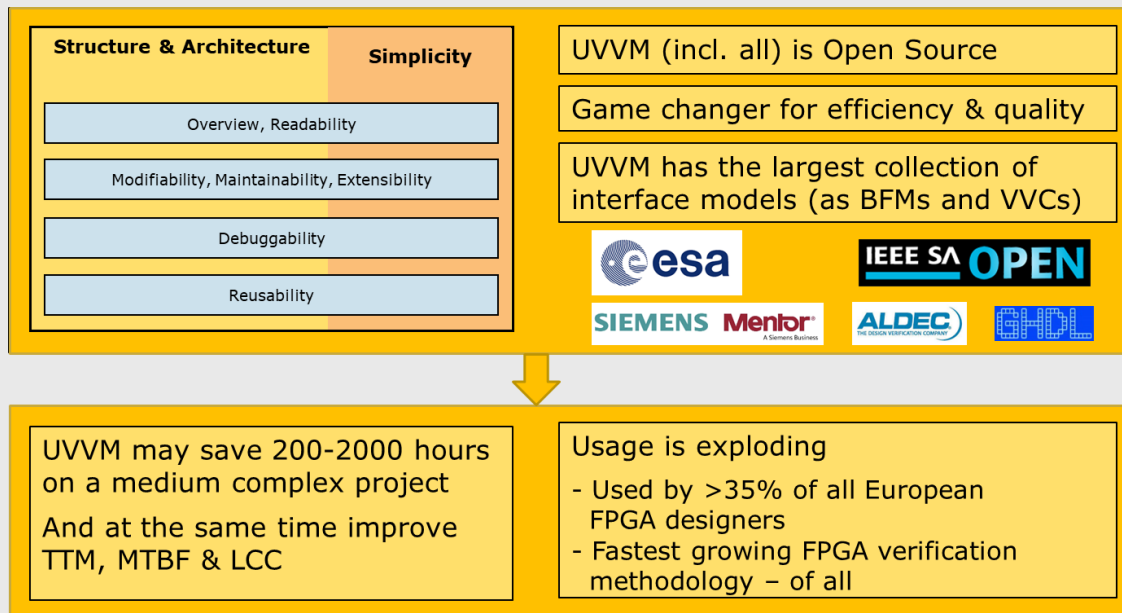 Structure & Architecture
Simplicity
Overview, Readability
Modifiability, Maintainability, Extensibility
Debuggability
Reusability
UVVM (incl. all) is Open Source
Game changer for efficiency & quality
UVVM has the largest collection of
interface models (as BFMs and VVCs)
esa
IEEE SA OPEN
SIEMENS Mentor®
A Siemens Business
ALDEC
THE DESIGN VERIFICATION COMPANY
GHDL
UVVM may save 200-2000 hours
on a medium complex project
And at the same time improve
TTM, MTBF & LCC
Usage is exploding
- Used by >35% of all European
FPGA designers
- Fastest growing FPGA verification
methodology – of all